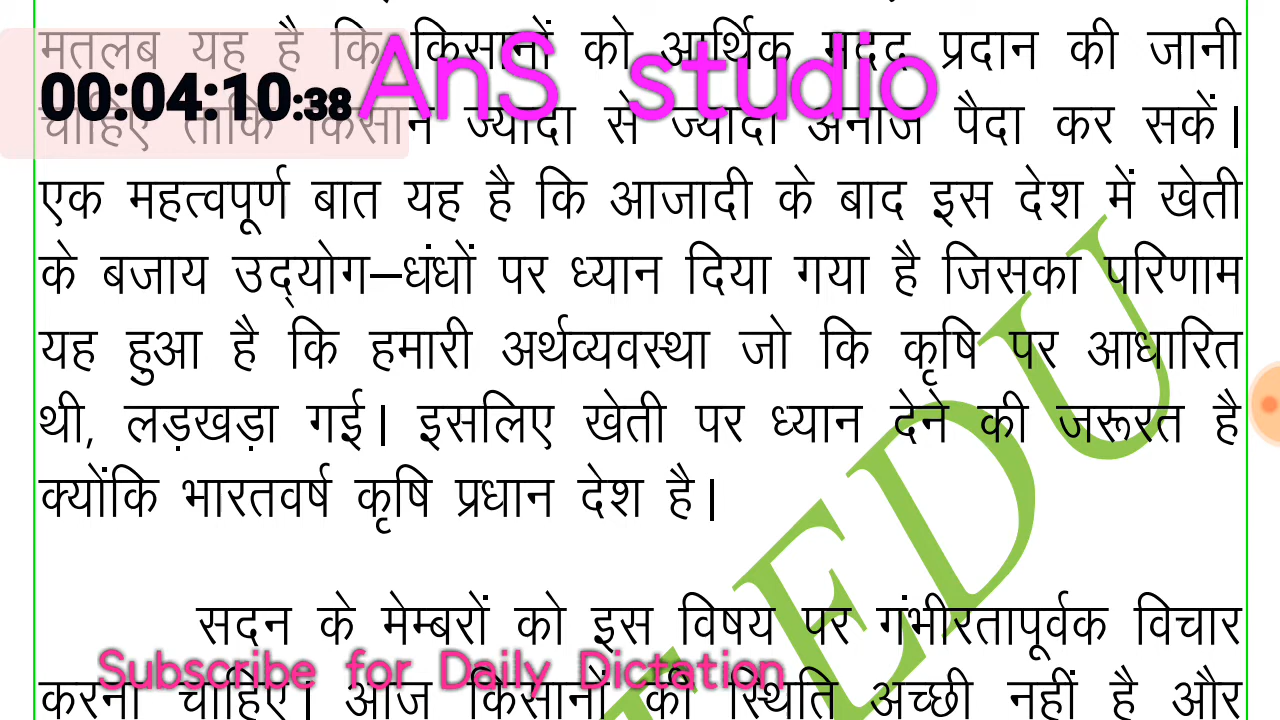 मतलब यह है कि किसानों को आर्थिक मदद प्रदान की जानी
00:04:10:38 AnS studio
चाहिए ताकि किसान ज्यादा से ज्यादा अनाज पैदा कर सकें।
एक महत्वपूर्ण बात यह है कि आजादी के बाद इस देश में खेती
के बजाय उद्‌योग–धंधों पर ध्यान दिया गया है जिसका परिणाम
यह हुआ है कि हमारी अर्थव्यवस्था जो कि कृषि पर आधारित
थी, लड़खड़ा गई। इसलिए खेती पर ध्यान देने की जरूरत है
क्योंकि भारतवर्ष कृषि प्रधान देश है।
EDU
सदन के मेम्बरों को इस विषय पर गंभीरतापूर्वक विचार
Subscribe for Daily Dictation
करना चाहिए। आज किसानों की स्थिति अच्छी नहीं है और